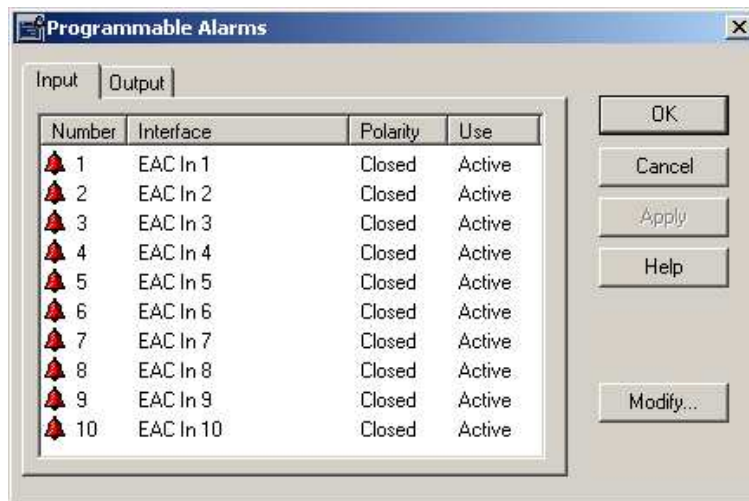 Programmable Alarms
Input Output
Number Interface Polarity Use
1 EAC In 1 Closed Active
2 EAC In 2 Closed Active
3 EAC In 3 Closed Active
4 EAC In 4 Closed Active
5 EAC In 5 Closed Active
6 EAC In 6 Closed Active
7 EAC In 7 Closed Active
8 EAC In 8 Closed Active
9 EAC In 9 Closed Active
10 EAC In 10 Closed Active
OK
Cancel
Apply
Help
Modify...